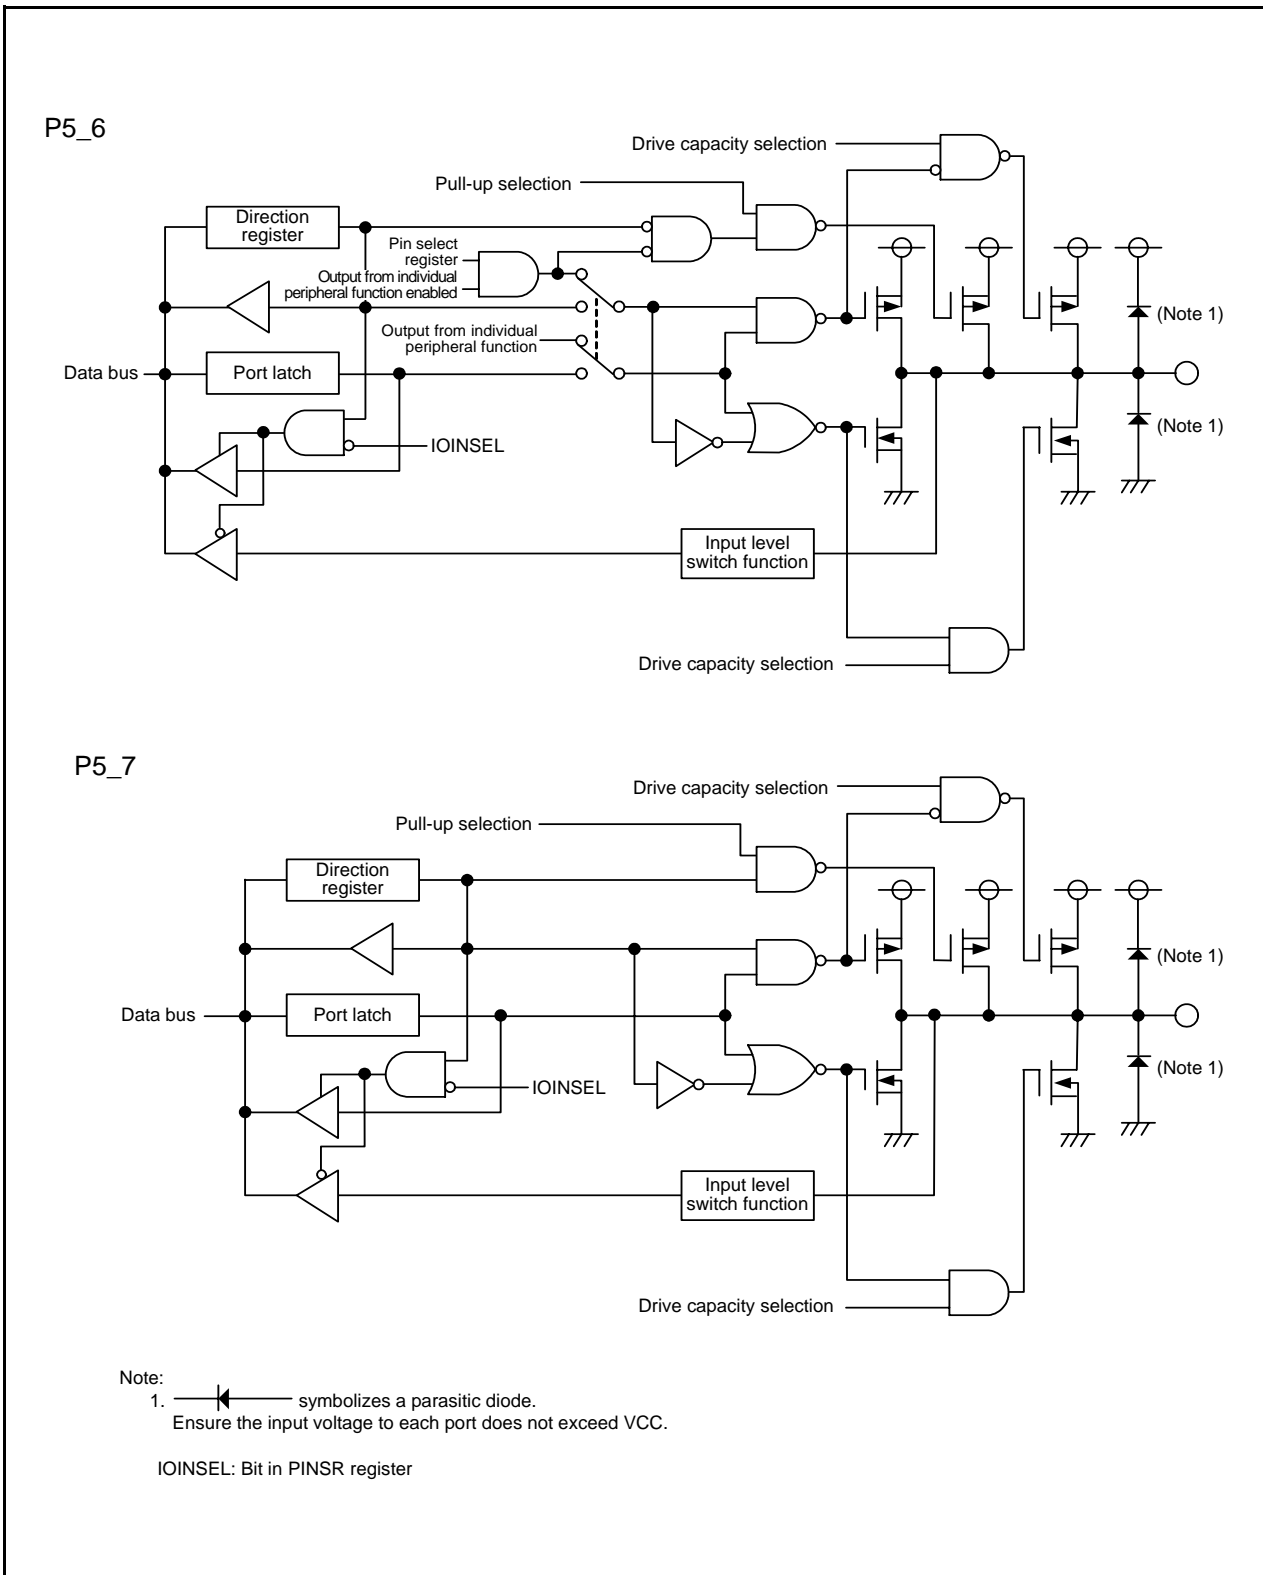 P5_6
Drive capacity selection
Pull-up selection
Direction
register
Pin select
register
Output from individual
peripheral function enabled
(Note 1)
Output from individual
peripheral function
Data bus
Port latch
(Note 1)
IOINSEL
Input level
switch function
Drive capacity selection
P5_7
Drive capacity selection
Pull-up selection
Direction
register
(Note 1)
Data bus
Port latch
(Note 1)
IOINSEL
Input level
switch function
Drive capacity selection
Note:
1. symbolizes a parasitic diode.
Ensure the input voltage to each port does not exceed VCC.
IOINSEL: Bit in PINSR register